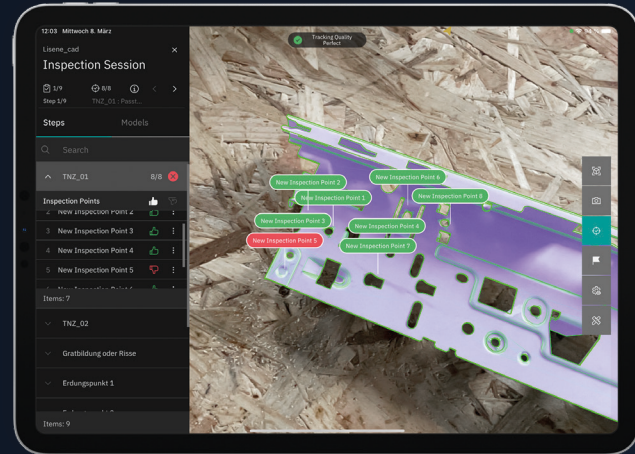 12:03 Mittwoch 8. März
Lisene_cad
Inspection Session
1/9 8/8
Step 1/9 TNZ_01 : Passt...
Steps Models
Search
TNZ_01 8/8
Inspection Points
New Inspection Point 2
3 New Inspection Point 3
4 New Inspection Point 4
5 New Inspection Point 5
Items: 7
TNZ_02
Gratbildung oder Risse
Erdungspunkt 1
Items: 9
Tracking Quality
Perfect
New Inspection Point 6
New Inspection Point 2
New Inspection Point 1
New Inspection Point 8
New Inspection Point 3
New Inspection Point 4
New Inspection Point 5
New Inspection Point 7